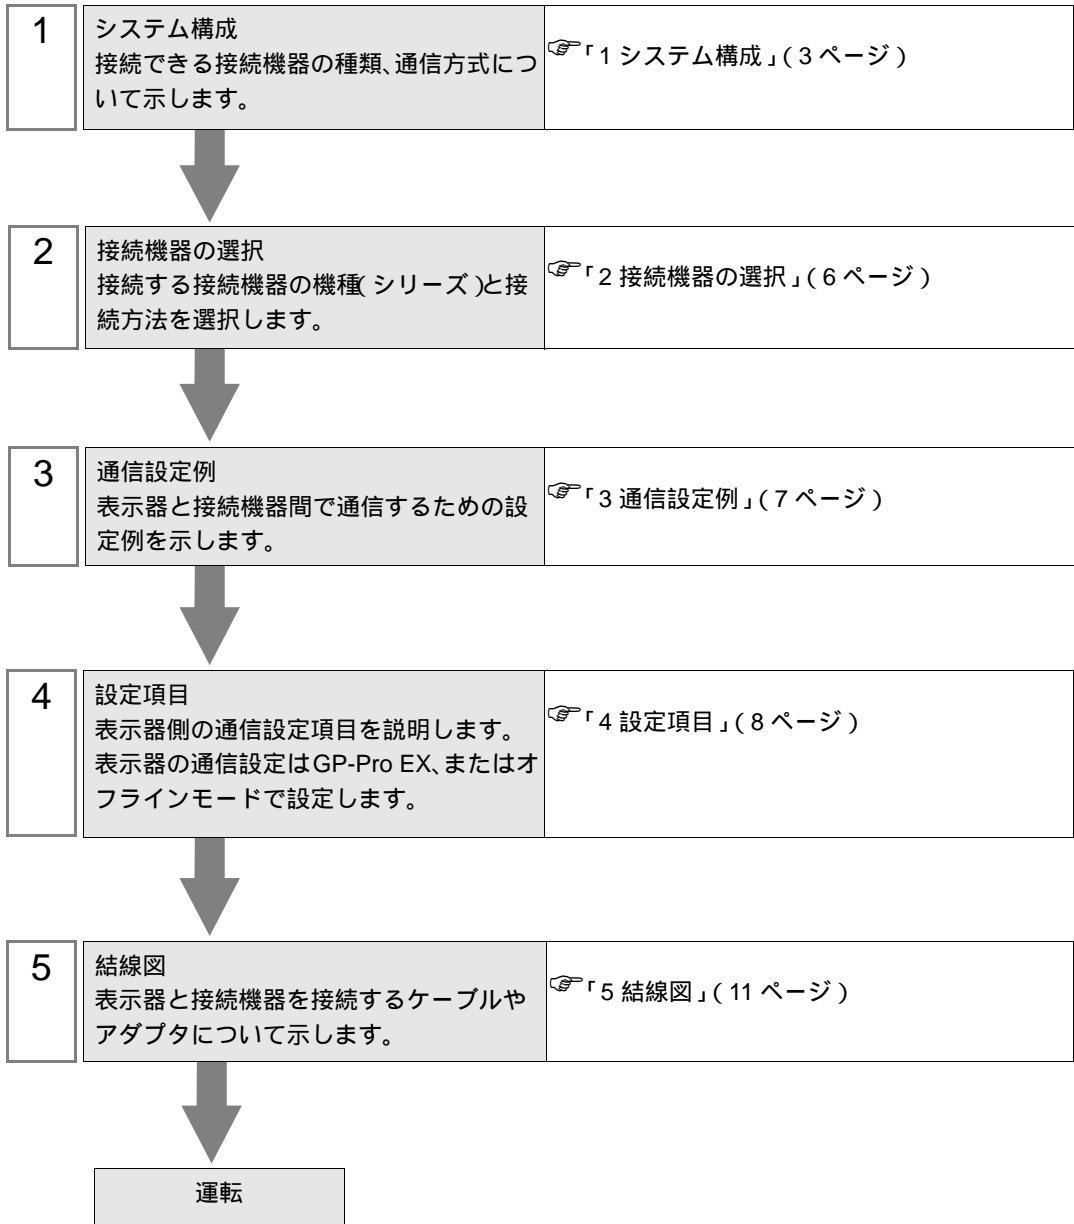 1
システム構成
接続できる接続機器の種類、通信方式につ
いて示します。
☞「1 システム構成」( 3 ページ )
2
接続機器の選択
接続する接続機器の機種( シリーズ )と接
続方法を選択します。
☞「2 接続機器の選択」( 6 ページ )
3
通信設定例
表示器と接続機器間で通信するための設
定例を示します。
☞「3 通信設定例」( 7 ページ )
4
設定項目
表示器側の通信設定項目を説明します。
表示器の通信設定はGP-Pro EX、またはオ
フラインモードで設定します。
☞「4 設定項目」( 8 ページ )
5
結線図
表示器と接続機器を接続するケーブルや
アダプタについて示します。
☞「5 結線図」( 11 ページ )
運転